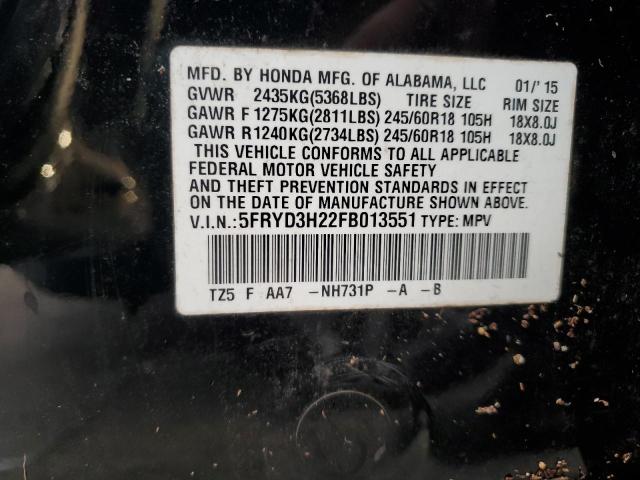 MFD. BY HONDA MFG. OF ALABAMA, LLC 01/'15
GVWR 2435KG(5368LBS) TIRE SIZE RIM SIZE
GAWR F 1275KG(2811LBS) 245/60R18 105H 18X8.0J
GAWR R1240KG(2734LBS) 245/60R18 105H 18X8.0J
THIS VEHICLE CONFORMS TO ALL APPLICABLE
FEDERAL MOTOR VEHICLE SAFETY
AND THEFT PREVENTION STANDARDS IN EFFECT
ON THE DATE OF MANUFACTURE SHOWN ABOVE.
V.I.N.: 5FRYD3H22FB013551 TYPE: MPV
TZ5 F AA7 -NH731P -A -B